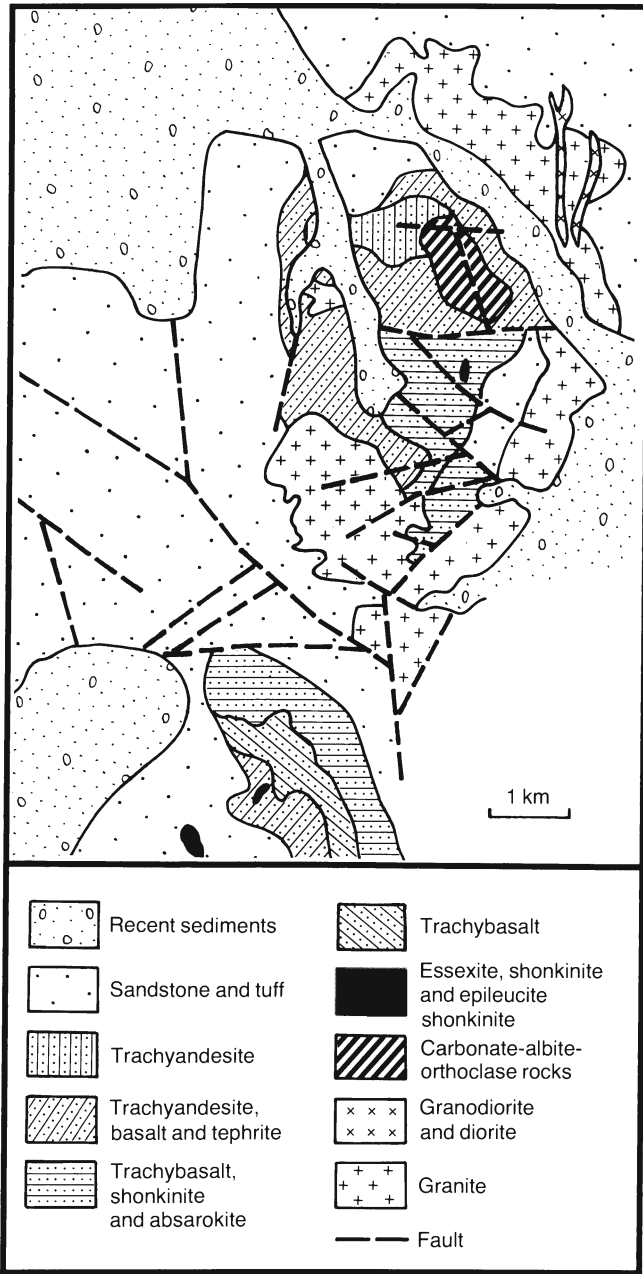 1 km
Recent sediments
Sandstone and tuff
Trachyandesite
Trachyandesite,
basalt and tephrite
Trachybasalt,
shonkinite
and absarokite
Trachybasalt
Essexite, shonkinite
and epileucite
shonkinite
Carbonate-albite-
orthoclase rocks
Granodiorite
and diorite
Granite
Fault